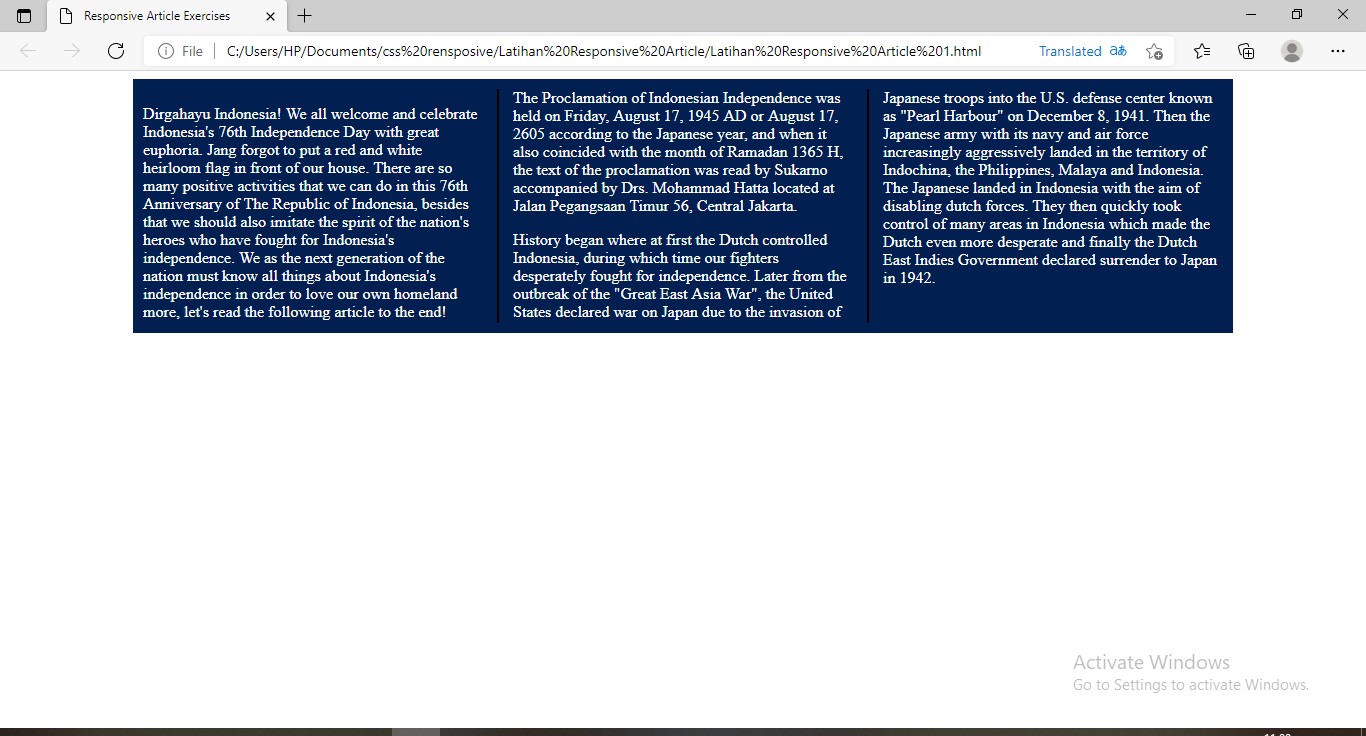 Responsive Article Exercises
File
C:/Users/HP/Documents/css%20rensposive/Latihan%20Responsive%20Article/Latihan%20Responsive%20Article%201.html
Translated
Dirgahayu Indonesia! We all welcome and celebrate
Indonesia's 76th Independence Day with great
euphoria. Jang forgot to put a red and white
heirloom flag in front of our house. There are so
many positive activities that we can do in this 76th
Anniversary of The Republic of Indonesia, besides
that we should also imitate the spirit of the nation's
heroes who have fought for Indonesia's
independence. We as the next generation of the
nation must know all things about Indonesia's
independence in order to love our own homeland
more, let's read the following article to the end!
The Proclamation of Indonesian Independence was
held on Friday, August 17, 1945 AD or August 17,
2605 according to the Japanese year, and when it
also coincided with the month of Ramadan 1365 H,
the text of the proclamation was read by Sukarno
accompanied by Drs. Mohammad Hatta located at
Jalan Pegangsaan Timur 56, Central Jakarta.
History began where at first the Dutch controlled
Indonesia, during which time our fighters
desperately fought for independence. Later from the
outbreak of the "Great East Asia War", the United
States declared war on Japan due to the invasion of
Japanese troops into the U.S. defense center known
as "Pearl Harbour" on December 8, 1941. Then the
Japanese army with its navy and air force
increasingly aggressively landed in the territory of
Indochina, the Philippines, Malaya and Indonesia.
The Japanese landed in Indonesia with the aim of
disabling dutch forces. They then quickly took
control of many areas in Indonesia which made the
Dutch even more desperate and finally the Dutch
East Indies Government declared surrender to Japan
in 1942.
Activate Windows
Go to Settings to activate Windows.